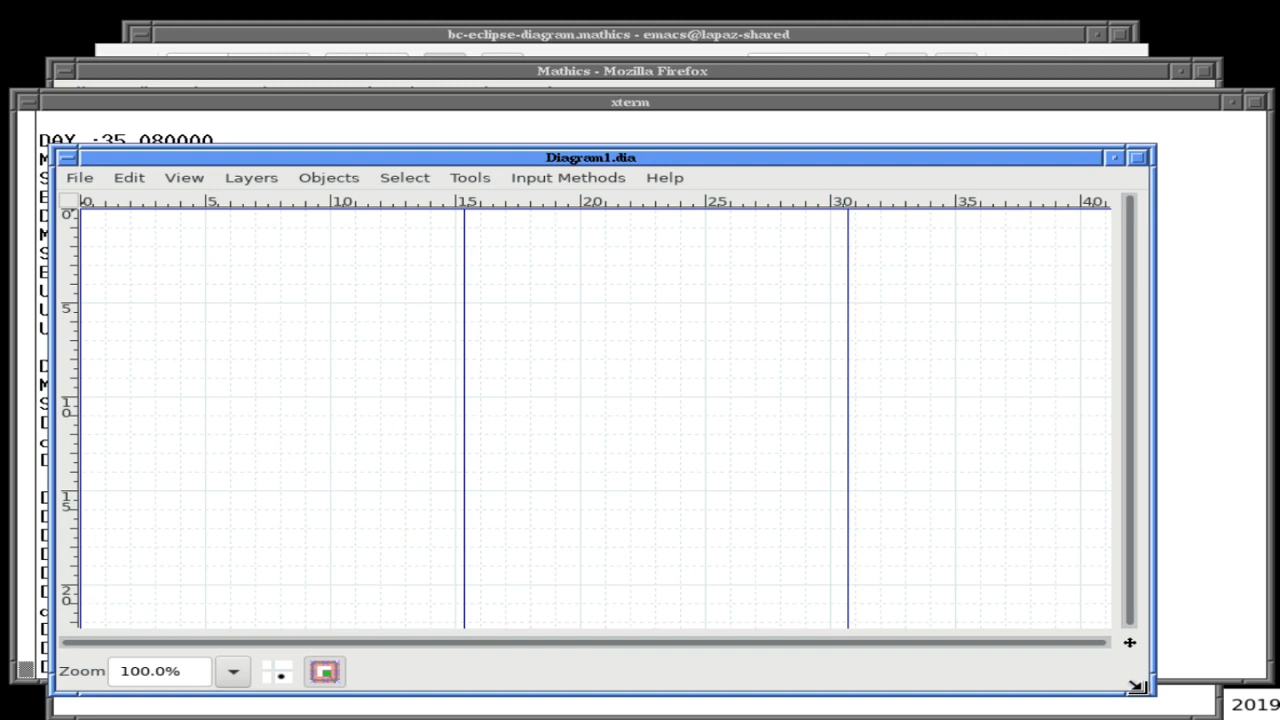 bc-eclipse-diagram.mathics - emacs@lapaz-shared
Mathics - Mozilla Firefox
xterm
DAY :35.080000
Diagram1.dia
File Edit View Layers Objects Select Tools Input Methods Help
0 5 10 15 20 25 30 35 40
0
5
10
15
20
M
S
E
D
M
S
E
U
U
U
D
M
S
D
D
D
D
D
D
D
D
D
D
D
Zoom 100.0%
2019